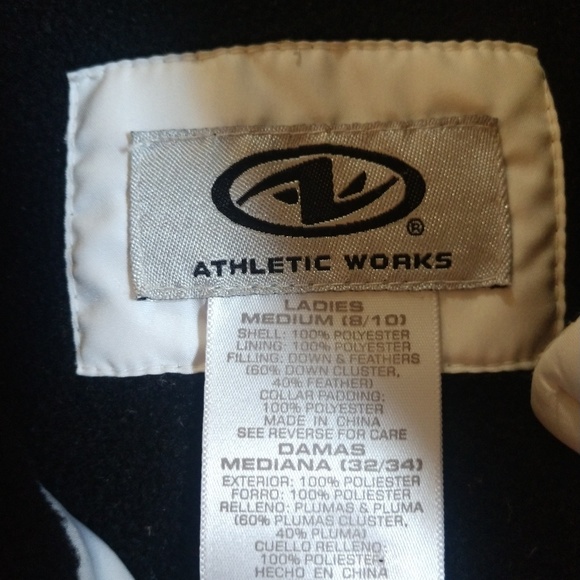 ®
ATHLETIC WORKS
LADIES
MEDIUM (8/10)
SHELL: 100% POLYESTER
LINING: 100% POLYESTER
FILLING: DOWN & FEATHERS
(60% DOWN CLUSTER,
40% FEATHER)
COLLAR PADDING:
100% POLYESTER
MADE IN CHINA
SEE REVERSE FOR CARE
DAMAS
MEDIANA (32/34)
EXTERIOR: 100% POLIESTER
FORRO: 100% POLIESTER
RELLENO: PLUMAS & PLUMA
(60% PLUMAS CLUSTER,
40% PLUMA)
CUELLO RELLENO:
100% POLIESTER
HECHO EN CHINA